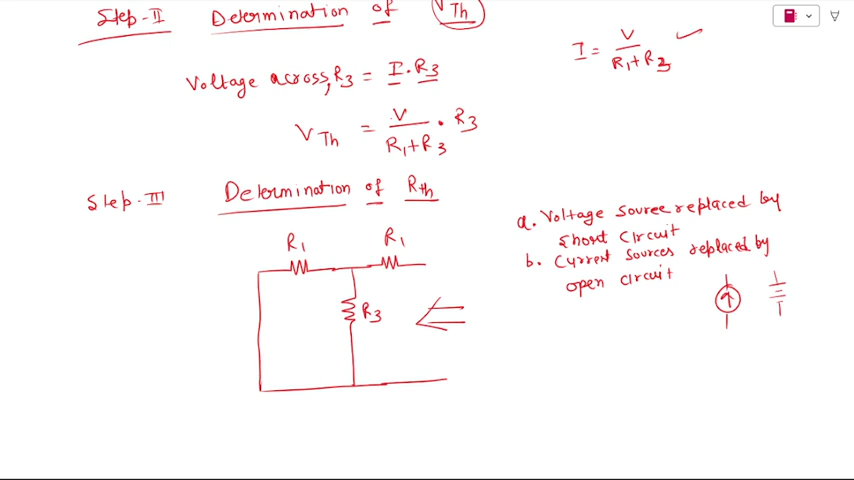 Step-II Determination of VTh
I = V / R1+R3 ✓
Voltage across, R3 = I · R3
VTh = V / R1+R3 · R3
Step-III Determination of Rth
a. Voltage source replaced by
short circuit
b. Current sources replaced by
open circuit
R1 R1
R3